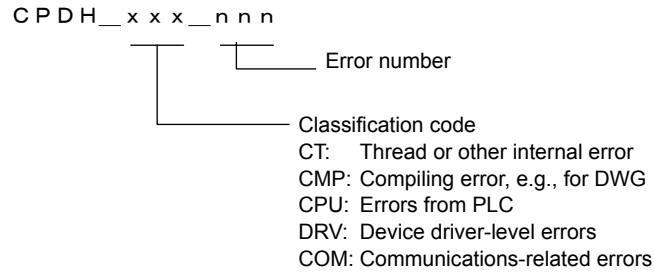 CPDH_xxx_nnn
Error number
Classification code
CT: Thread or other internal error
CMP: Compiling error, e.g., for DWG
CPU: Errors from PLC
DRV: Device driver-level errors
COM: Communications-related errors